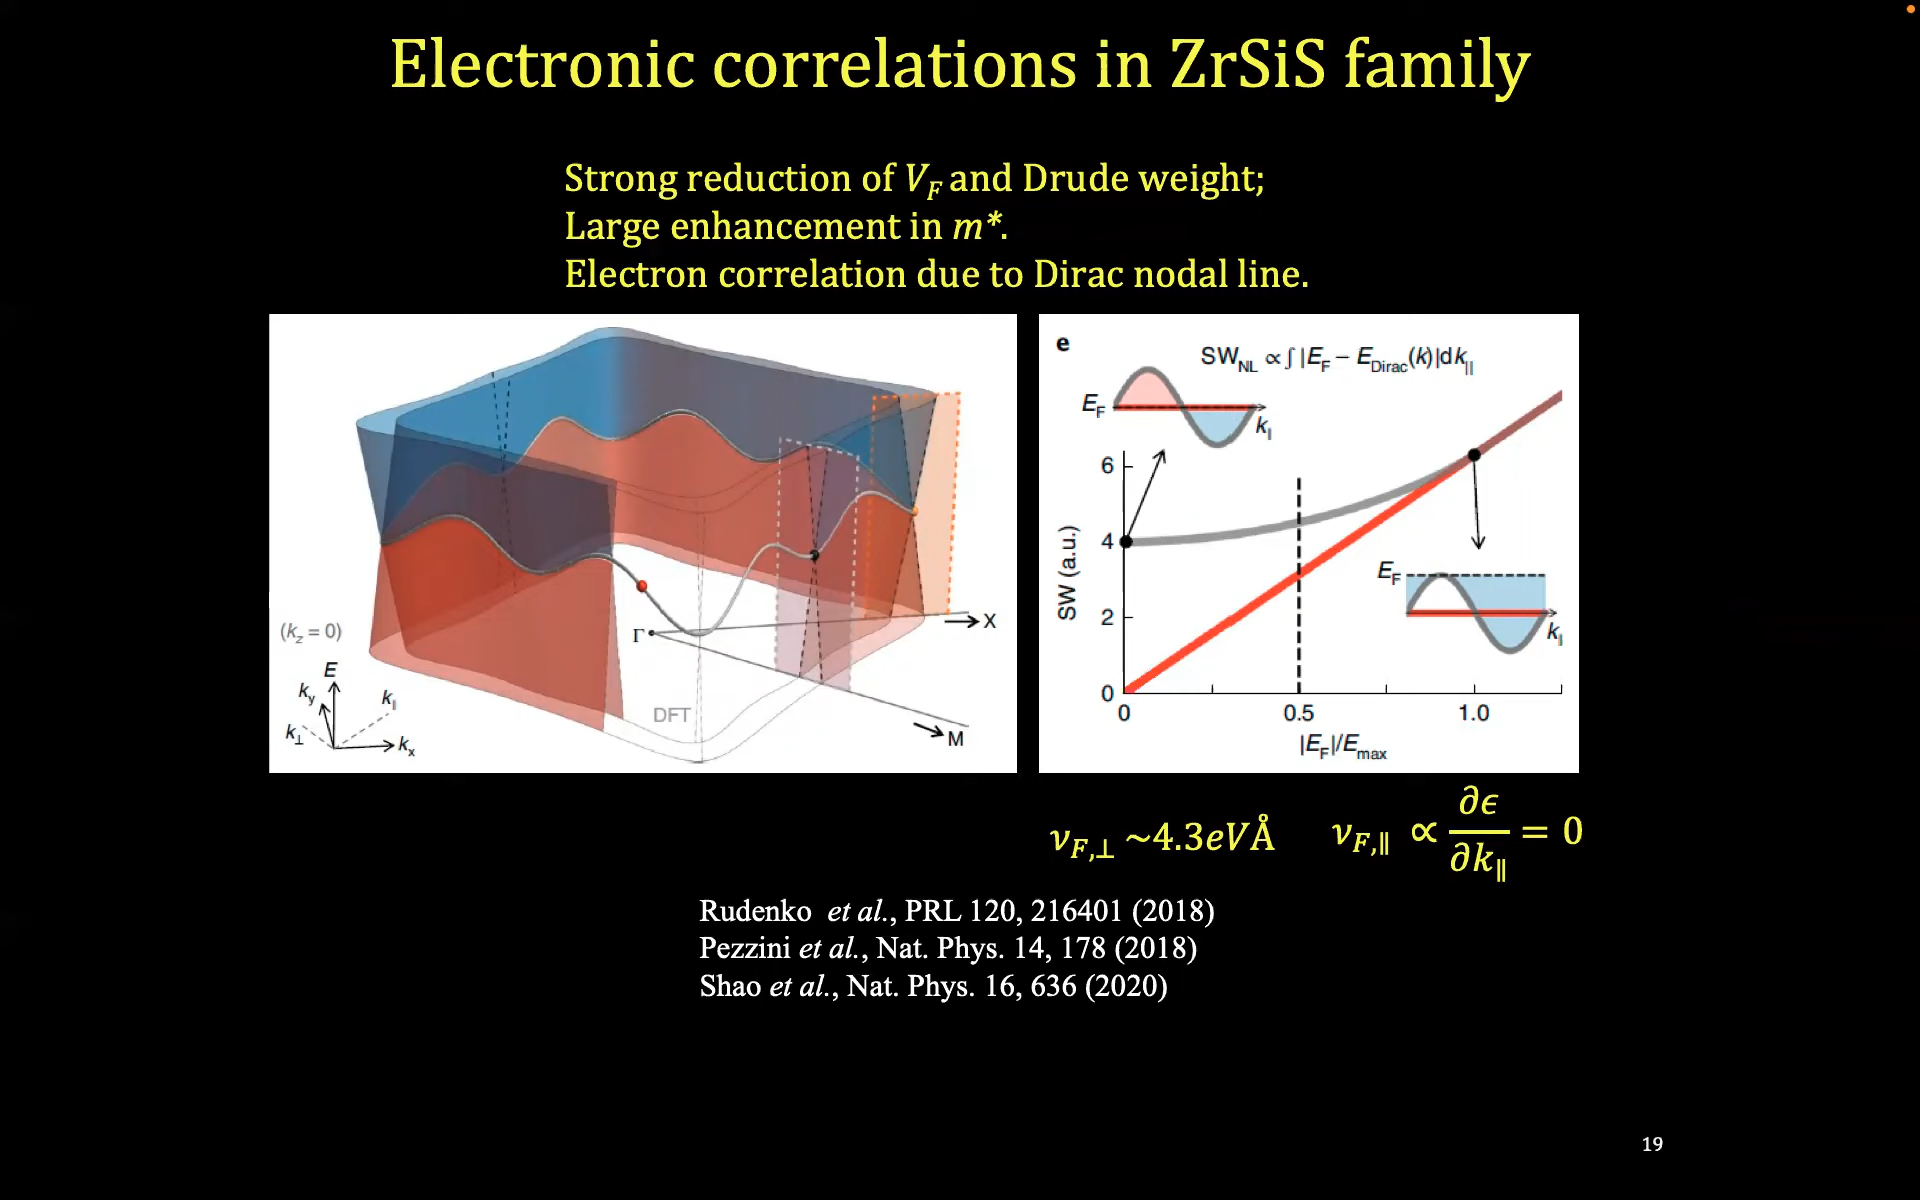 Electronic correlations in ZrSiS family
Strong reduction of V_F and Drude weight;
Large enhancement in m*.
Electron correlation due to Dirac nodal line.
(k_z = 0)
E
k_y
k_∥
k_⊥
k_x
Γ
X
M
DFT
e
SW_NL ∝ ∫ |E_F − E_Dirac(k)|dk_||
E_F
k_∥
6
4
2
0
SW (a.u.)
E_F
k_∥
0
0.5
1.0
|E_F|/E_max
ν_F,⊥ ~4.3eVÅ
ν_F,∥ ∝ ∂ϵ/∂k_∥ = 0
Rudenko et al., PRL 120, 216401 (2018)
Pezzini et al., Nat. Phys. 14, 178 (2018)
Shao et al., Nat. Phys. 16, 636 (2020)
19